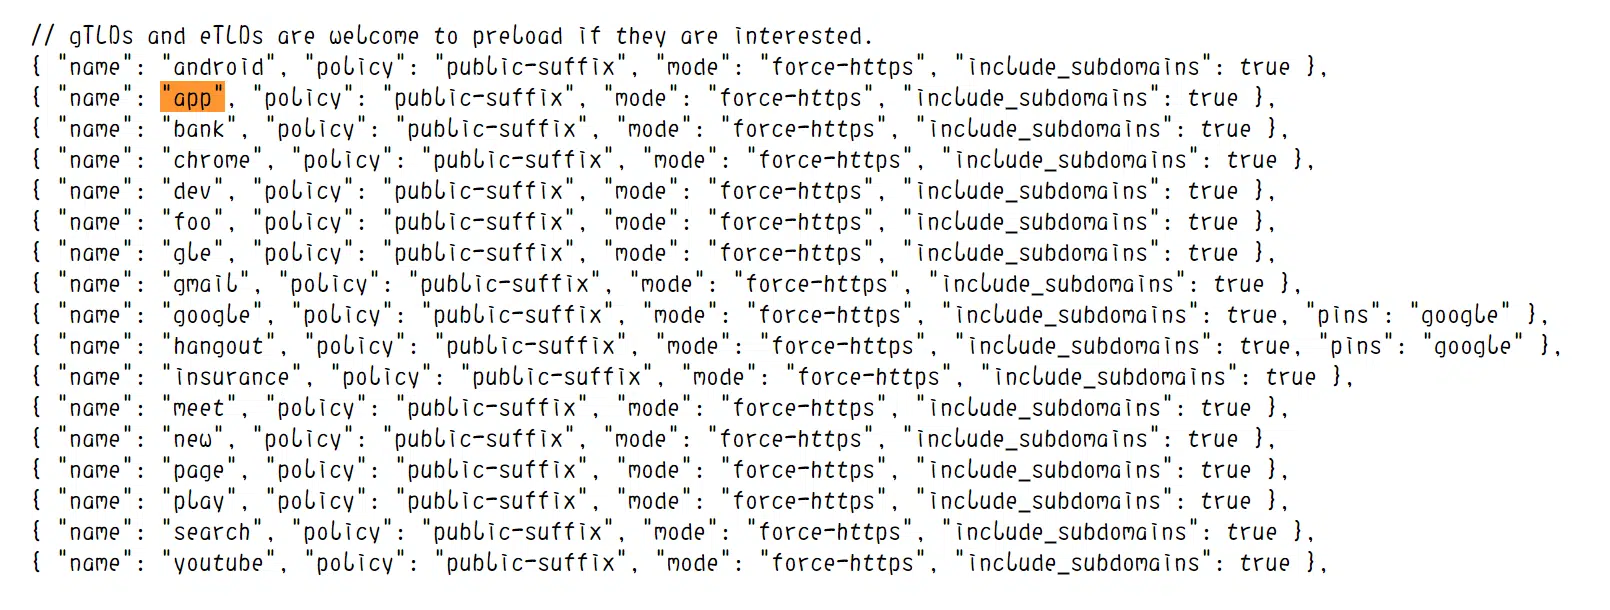 // gTLDs and eTLDs are welcome to preload if they are interested.
{ "name": "android", "policy": "public-suffix", "mode": "force-https", "include_subdomains": true },
{ "name": "app", "policy": "public-suffix", "mode": "force-https", "include_subdomains": true },
{ "name": "bank", "policy": "public-suffix", "mode": "force-https", "include_subdomains": true },
{ "name": "chrome", "policy": "public-suffix", "mode": "force-https", "include_subdomains": true },
{ "name": "dev", "policy": "public-suffix", "mode": "force-https", "include_subdomains": true },
{ "name": "foo", "policy": "public-suffix", "mode": "force-https", "include_subdomains": true },
{ "name": "gle", "policy": "public-suffix", "mode": "force-https", "include_subdomains": true },
{ "name": "gmail", "policy": "public-suffix", "mode": "force-https", "include_subdomains": true },
{ "name": "google", "policy": "public-suffix", "mode": "force-https", "include_subdomains": true, "pins": "google" },
{ "name": "hangout", "policy": "public-suffix", "mode": "force-https", "include_subdomains": true, "pins": "google" },
{ "name": "insurance", "policy": "public-suffix", "mode": "force-https", "include_subdomains": true },
{ "name": "meet", "policy": "public-suffix", "mode": "force-https", "include_subdomains": true },
{ "name": "new", "policy": "public-suffix", "mode": "force-https", "include_subdomains": true },
{ "name": "page", "policy": "public-suffix", "mode": "force-https", "include_subdomains": true },
{ "name": "play", "policy": "public-suffix", "mode": "force-https", "include_subdomains": true },
{ "name": "search", "policy": "public-suffix", "mode": "force-https", "include_subdomains": true },
{ "name": "youtube", "policy": "public-suffix", "mode": "force-https", "include_subdomains": true },